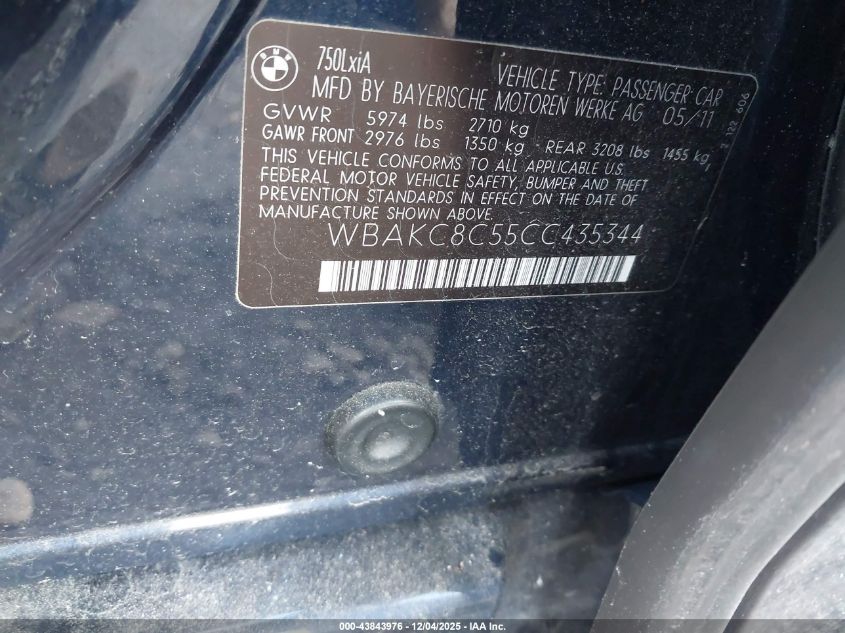 BMW
750LxiA
VEHICLE TYPE: PASSENGER CAR
MFD BY BAYERISCHE MOTOREN WERKE AG 05/11
GVWR 5974 lbs 2710 kg
GAWR FRONT 2976 lbs 1350 kg - REAR 3208 lbs 1455 kg
THIS VEHICLE CONFORMS TO ALL APPLICABLE U.S.
FEDERAL MOTOR VEHICLE SAFETY, BUMPER AND THEFT
PREVENTION STANDARDS IN EFFECT ON THE DATE OF
MANUFACTURE SHOWN ABOVE.
WBAKC8C55CC435344
000-43843976 - 12/04/2025 - IAA Inc.